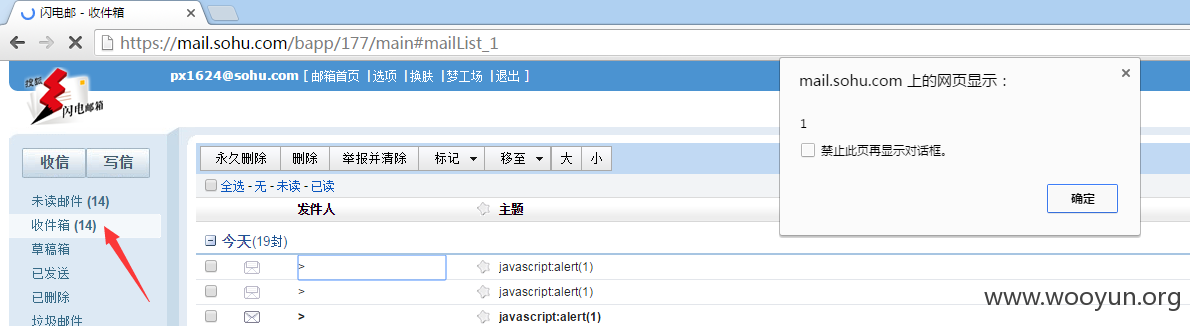 闪电邮 - 收件箱
https://mail.sohu.com/bapp/177/main#mailList_1
搜狐
闪电邮箱
px1624@sohu.com [ 邮箱首页 | 选项 | 换肤 | 梦工场 | 退出 ]
mail.sohu.com 上的网页显示：
1
禁止此页再显示对话框。
确定
收信 写信
未读邮件 (14)
收件箱 (14)
草稿箱
已发送
已删除
垃圾邮件
永久删除 删除 举报并清除 标记 移至 大 小
全选 - 无 - 未读 - 已读
发件人 主题
今天(19封)
> javascript:alert(1)
> javascript:alert(1)
> javascript:alert(1)
www.wooyun.org